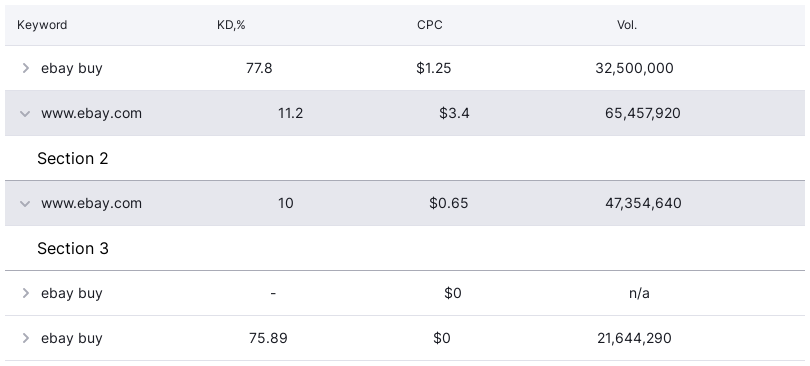 Keyword KD,% CPC Vol.
ebay buy 77.8 $1.25 32,500,000
www.ebay.com 11.2 $3.4 65,457,920
Section 2
www.ebay.com 10 $0.65 47,354,640
Section 3
ebay buy - $0 n/a
ebay buy 75.89 $0 21,644,290